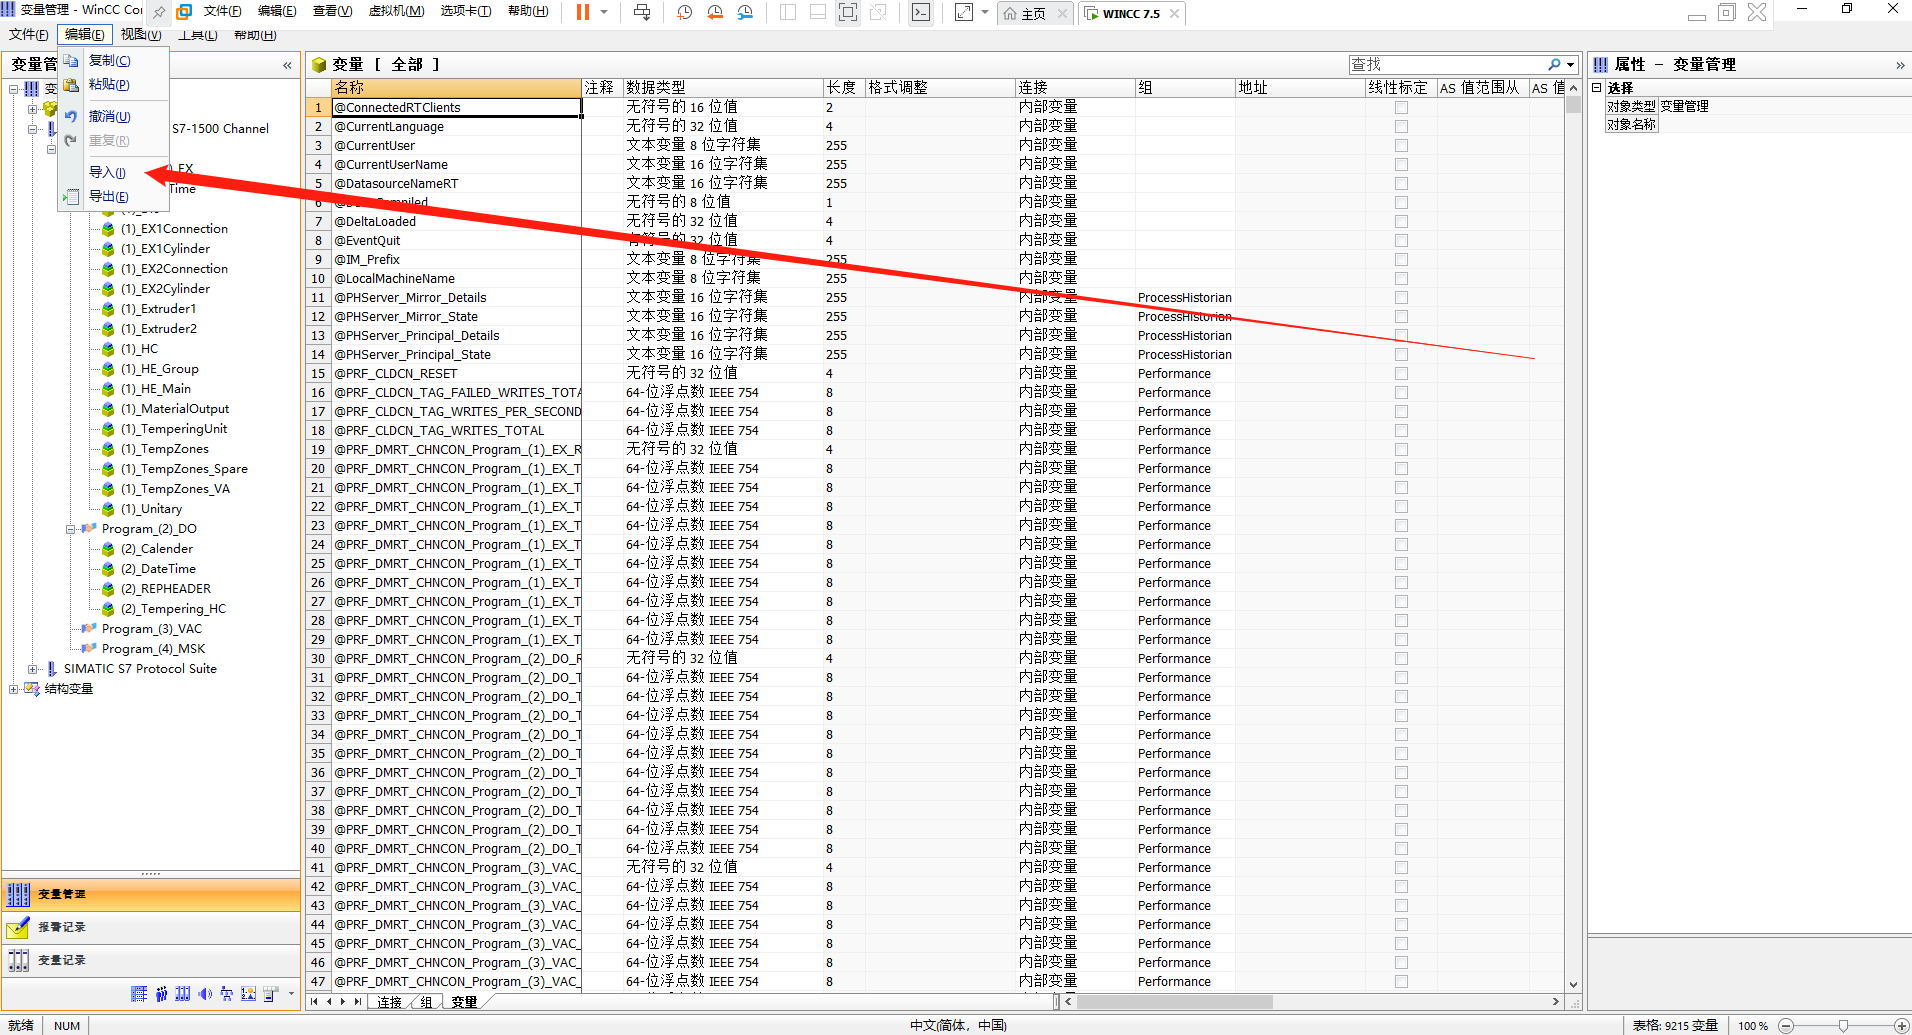 变量管理 - WinCC Cor
文件(F) 编辑(E) 查看(V) 虚拟机(M) 选项卡(T) 帮助(H) 主页 WINCC 7.5
文件(F) 编辑(E) 视图(V) 工具(L) 帮助(H)
变量管
复制(C)
粘贴(P)
撤消(U)
重复(R)
导入(I)
导出(E)
变
S7-1500 Channel
)_EX
Time
(1)_EX1Connection
(1)_EX1Cylinder
(1)_EX2Connection
(1)_EX2Cylinder
(1)_Extruder1
(1)_Extruder2
(1)_HC
(1)_HE_Group
(1)_HE_Main
(1)_MaterialOutput
(1)_TemperingUnit
(1)_TempZones
(1)_TempZones_Spare
(1)_TempZones_VA
(1)_Unitary
Program_(2)_DO
(2)_Calender
(2)_DateTime
(2)_REPHEADER
(2)_Tempering_HC
Program_(3)_VAC
Program_(4)_MSK
SIMATIC S7 Protocol Suite
结构变量
变量管理
报警记录
变量记录
变量 [ 全部 ] 查找
名称 注释 数据类型 长度 格式调整 连接 组 地址 线性标定 AS 值范围从 AS 值
1 @ConnectedRTClients 无符号的 16 位值 2 内部变量
2 @CurrentLanguage 无符号的 32 位值 4 内部变量
3 @CurrentUser 文本变量 8 位字符集 255 内部变量
4 @CurrentUserName 文本变量 16 位字符集 255 内部变量
5 @DatasourceNameRT 文本变量 16 位字符集 255 内部变量
6 无符号的 8 位值 1 内部变量
7 @DeltaLoaded 无符号的 32 位值 4 内部变量
8 @EventQuit 有符号的 32 位值 4 内部变量
9 @IM_Prefix 文本变量 8 位字符集 255 内部变量
10 @LocalMachineName 文本变量 8 位字符集 255 内部变量
11 @PHServer_Mirror_Details 文本变量 16 位字符集 255 内部变量 ProcessHistorian
12 @PHServer_Mirror_State 文本变量 16 位字符集 255 内部变量 ProcessHistorian
13 @PHServer_Principal_Details 文本变量 16 位字符集 255 内部变量 ProcessHistorian
14 @PHServer_Principal_State 文本变量 16 位字符集 255 内部变量 ProcessHistorian
15 @PRF_CLDCN_RESET 无符号的 32 位值 4 内部变量 Performance
16 @PRF_CLDCN_TAG_FAILED_WRITES_TOTA 64-位浮点数 IEEE 754 8 内部变量 Performance
17 @PRF_CLDCN_TAG_WRITES_PER_SECOND 64-位浮点数 IEEE 754 8 内部变量 Performance
18 @PRF_CLDCN_TAG_WRITES_TOTAL 64-位浮点数 IEEE 754 8 内部变量 Performance
19 @PRF_DMRT_CHNCON_Program_(1)_EX_R 无符号的 32 位值 4 内部变量 Performance
20 @PRF_DMRT_CHNCON_Program_(1)_EX_T 64-位浮点数 IEEE 754 8 内部变量 Performance
21 @PRF_DMRT_CHNCON_Program_(1)_EX_T 64-位浮点数 IEEE 754 8 内部变量 Performance
22 @PRF_DMRT_CHNCON_Program_(1)_EX_T 64-位浮点数 IEEE 754 8 内部变量 Performance
23 @PRF_DMRT_CHNCON_Program_(1)_EX_T 64-位浮点数 IEEE 754 8 内部变量 Performance
24 @PRF_DMRT_CHNCON_Program_(1)_EX_T 64-位浮点数 IEEE 754 8 内部变量 Performance
25 @PRF_DMRT_CHNCON_Program_(1)_EX_T 64-位浮点数 IEEE 754 8 内部变量 Performance
26 @PRF_DMRT_CHNCON_Program_(1)_EX_T 64-位浮点数 IEEE 754 8 内部变量 Performance
27 @PRF_DMRT_CHNCON_Program_(1)_EX_T 64-位浮点数 IEEE 754 8 内部变量 Performance
28 @PRF_DMRT_CHNCON_Program_(1)_EX_T 64-位浮点数 IEEE 754 8 内部变量 Performance
29 @PRF_DMRT_CHNCON_Program_(1)_EX_T 64-位浮点数 IEEE 754 8 内部变量 Performance
30 @PRF_DMRT_CHNCON_Program_(2)_DO_R 无符号的 32 位值 4 内部变量 Performance
31 @PRF_DMRT_CHNCON_Program_(2)_DO_T 64-位浮点数 IEEE 754 8 内部变量 Performance
32 @PRF_DMRT_CHNCON_Program_(2)_DO_T 64-位浮点数 IEEE 754 8 内部变量 Performance
33 @PRF_DMRT_CHNCON_Program_(2)_DO_T 64-位浮点数 IEEE 754 8 内部变量 Performance
34 @PRF_DMRT_CHNCON_Program_(2)_DO_T 64-位浮点数 IEEE 754 8 内部变量 Performance
35 @PRF_DMRT_CHNCON_Program_(2)_DO_T 64-位浮点数 IEEE 754 8 内部变量 Performance
36 @PRF_DMRT_CHNCON_Program_(2)_DO_T 64-位浮点数 IEEE 754 8 内部变量 Performance
37 @PRF_DMRT_CHNCON_Program_(2)_DO_T 64-位浮点数 IEEE 754 8 内部变量 Performance
38 @PRF_DMRT_CHNCON_Program_(2)_DO_T 64-位浮点数 IEEE 754 8 内部变量 Performance
39 @PRF_DMRT_CHNCON_Program_(2)_DO_T 64-位浮点数 IEEE 754 8 内部变量 Performance
40 @PRF_DMRT_CHNCON_Program_(2)_DO_T 64-位浮点数 IEEE 754 8 内部变量 Performance
41 @PRF_DMRT_CHNCON_Program_(3)_VAC_ 无符号的 32 位值 4 内部变量 Performance
42 @PRF_DMRT_CHNCON_Program_(3)_VAC_ 64-位浮点数 IEEE 754 8 内部变量 Performance
43 @PRF_DMRT_CHNCON_Program_(3)_VAC_ 64-位浮点数 IEEE 754 8 内部变量 Performance
44 @PRF_DMRT_CHNCON_Program_(3)_VAC_ 64-位浮点数 IEEE 754 8 内部变量 Performance
45 @PRF_DMRT_CHNCON_Program_(3)_VAC_ 64-位浮点数 IEEE 754 8 内部变量 Performance
46 @PRF_DMRT_CHNCON_Program_(3)_VAC_ 64-位浮点数 IEEE 754 8 内部变量 Performance
47 @PRF_DMRT_CHNCON_Program_(3)_VAC_ 64-位浮点数 IEEE 754 8 内部变量 Performance
连接 组 变量
属性 - 变量管理
选择
对象类型 变量管理
对象名称
就绪 NUM 中文(简体，中国) 表格: 9215 变量 100 %